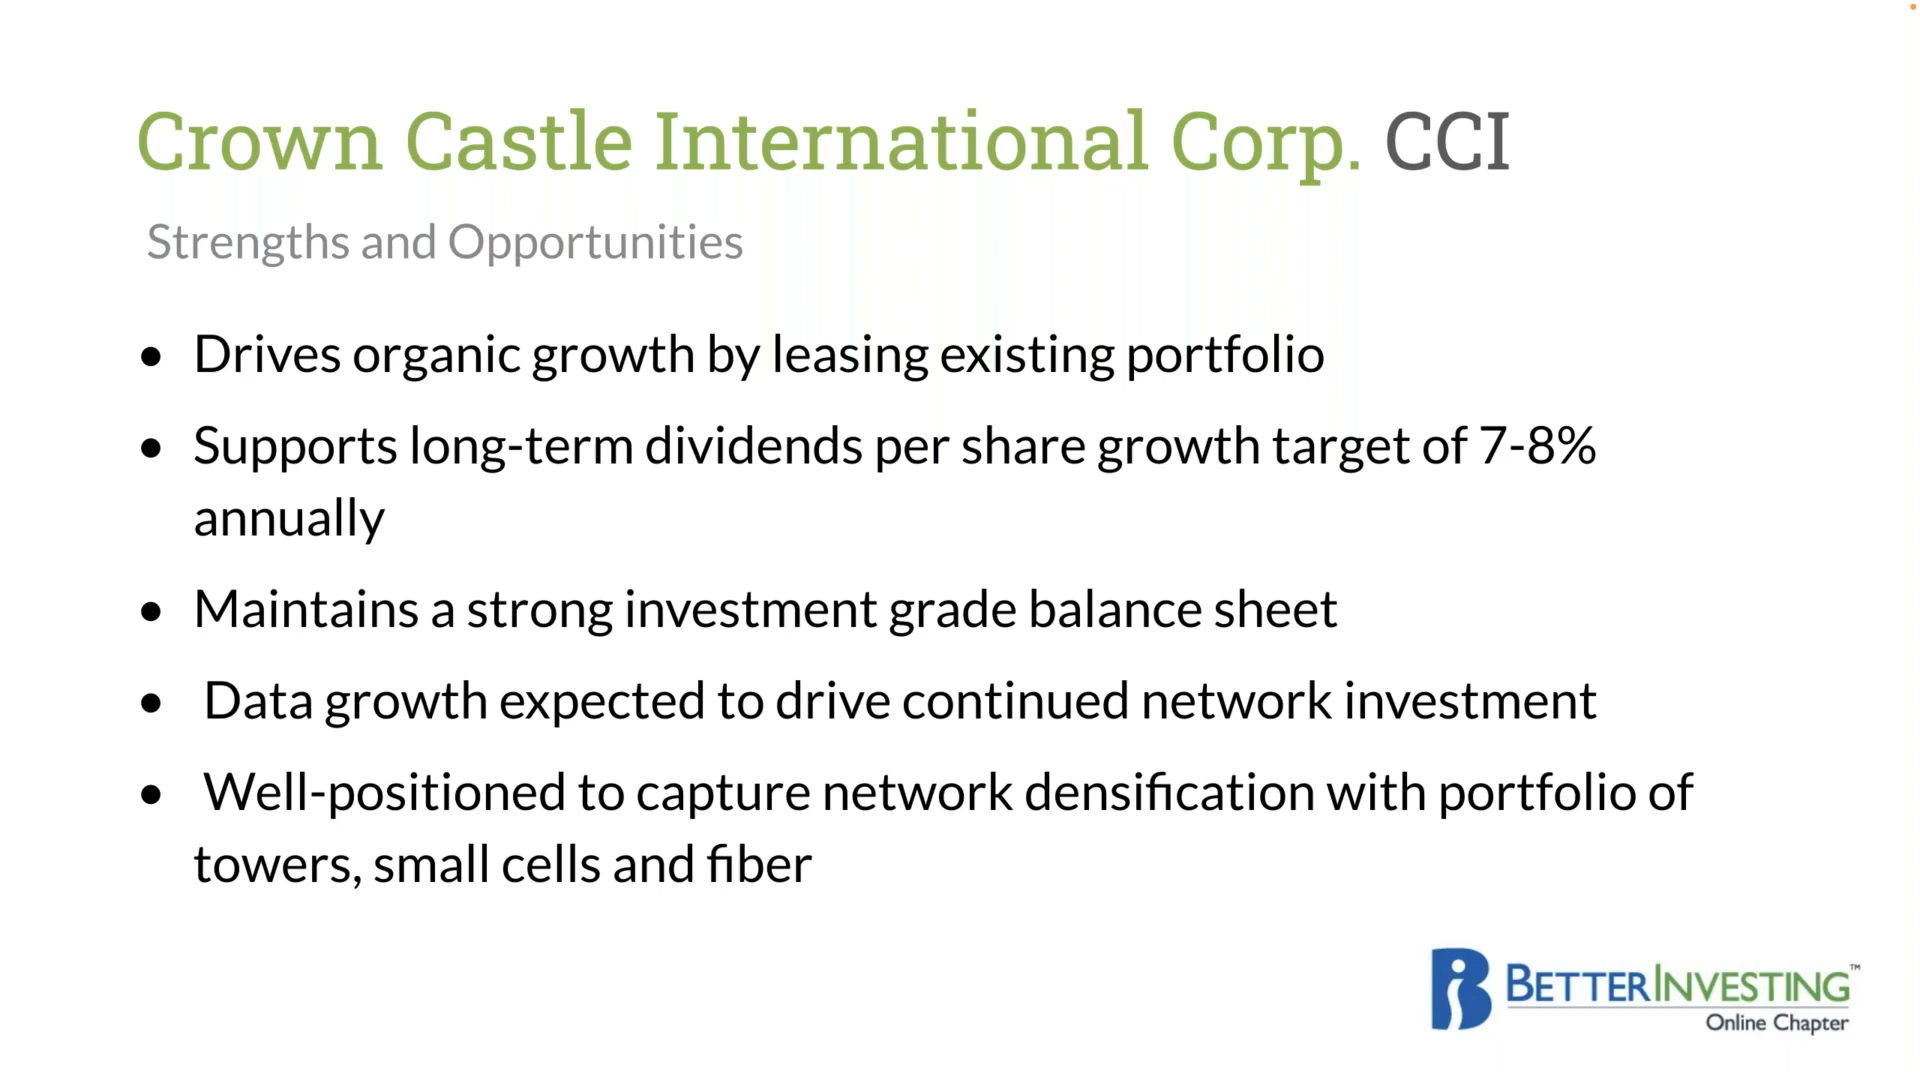 Crown Castle International Corp. CCI
Strengths and Opportunities
• Drives organic growth by leasing existing portfolio
• Supports long-term dividends per share growth target of 7-8%
annually
• Maintains a strong investment grade balance sheet
• Data growth expected to drive continued network investment
• Well-positioned to capture network densification with portfolio of
towers, small cells and fiber
BETTERINVESTING™
Online Chapter